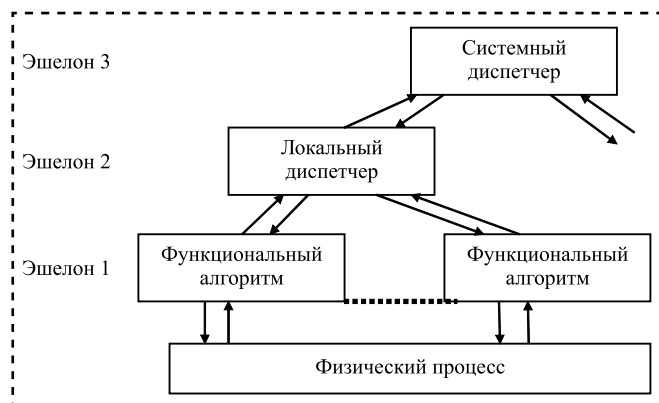 Эшелон 3
Системный
диспетчер
Эшелон 2
Локальный
диспетчер
Эшелон 1
Функциональный
алгоритм
Функциональный
алгоритм
Физический процесс